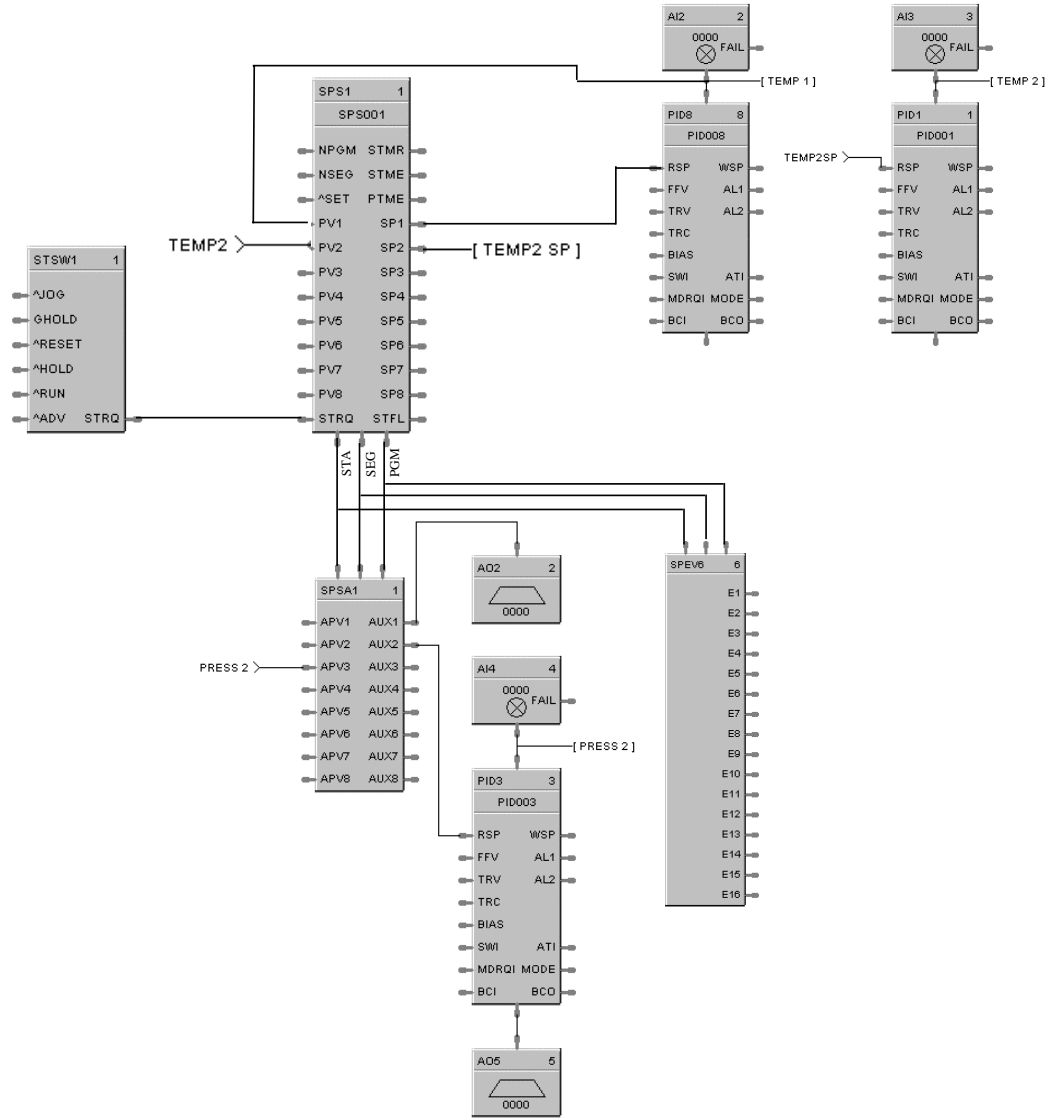 AI2 2
0000
FAIL
[ TEMP 1 ]
AI3 3
0000
FAIL
[ TEMP 2 ]
SPS1 1
SPS001
NPGM STMR
NSEG STME
^SET PTME
PV1 SP1
PV2 SP2
PV3 SP3
PV4 SP4
PV5 SP5
PV6 SP6
PV7 SP7
PV8 SP8
STRQ STFL
TEMP2
[ TEMP2 SP ]
PID8 8
PID008
RSP WSP
FFV AL1
TRV AL2
TRC
BIAS
SWI ATI
MDRQI MODE
BCI BCO
TEMP2SP
PID1 1
PID001
RSP WSP
FFV AL1
TRV AL2
TRC
BIAS
SWI ATI
MDRQI MODE
BCI BCO
STSW1 1
^JOG
GHOLD
^RESET
^HOLD
^RUN
^ADV STRQ
STA
SEG
PGM
SPSA1 1
APV1 AUX1
APV2 AUX2
APV3 AUX3
APV4 AUX4
APV5 AUX5
APV6 AUX6
APV7 AUX7
APV8 AUX8
PRESS 2
AO2 2
0000
AI4 4
0000
FAIL
[ PRESS 2 ]
PID3 3
PID003
RSP WSP
FFV AL1
TRV AL2
TRC
BIAS
SWI ATI
MDRQI MODE
BCI BCO
AO5 5
0000
SPEV6 6
E1
E2
E3
E4
E5
E6
E7
E8
E9
E10
E11
E12
E13
E14
E15
E16